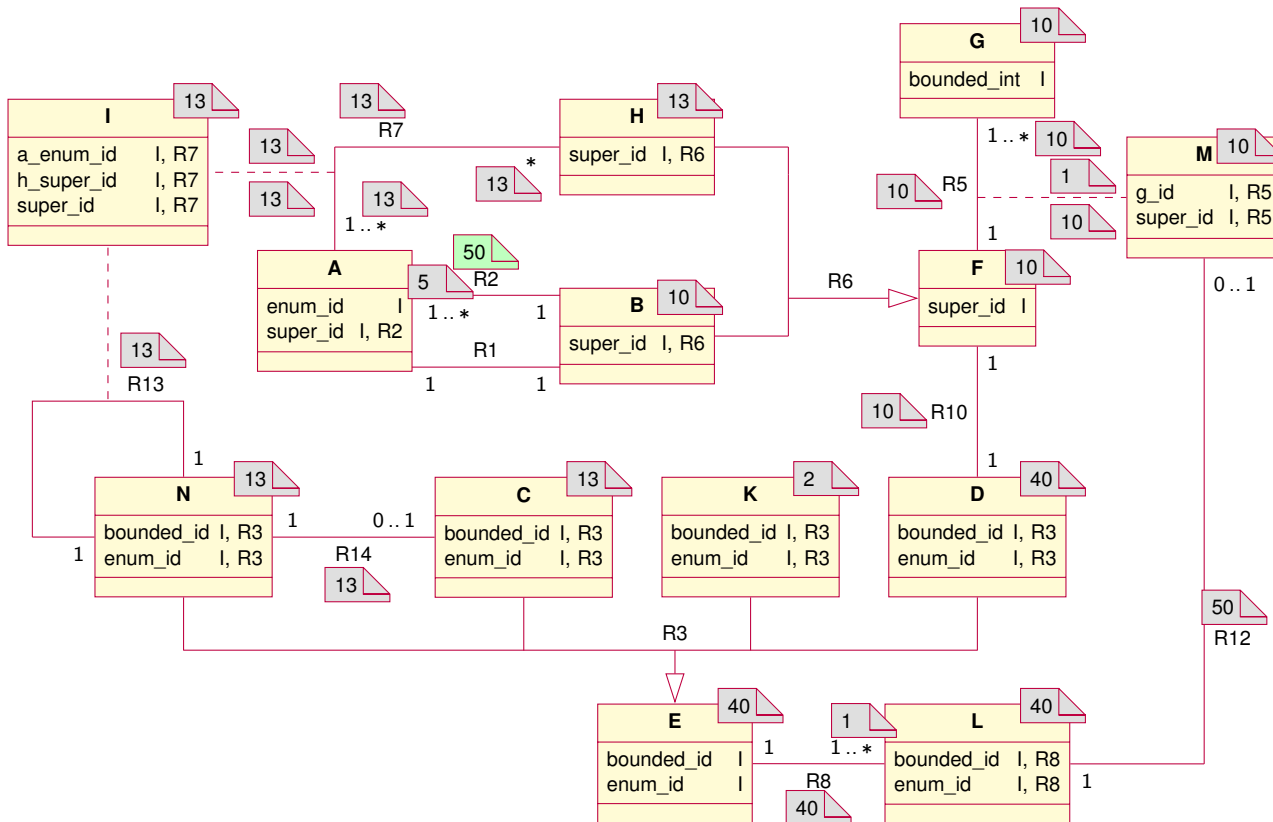 G 10
bounded_int I
1..* 10
I 13
a_enum_id I, R7
h_super_id I, R7
super_id I, R7
13
R7
13
13
H 13
super_id I, R6
*
13
13
1..*
M 10
g_id I, R5
super_id I, R5
10 R5
1
10
1
0..1
A 5
enum_id I
super_id I, R2
50
R2
1..* 1
R1
1 1
B 10
super_id I, R6
R6
F 10
super_id I
1
10 R10
1
13
R13
1
1
N 13
bounded_id I, R3
enum_id I, R3
1 0..1
R14
13
C 13
bounded_id I, R3
enum_id I, R3
K 2
bounded_id I, R3
enum_id I, R3
D 40
bounded_id I, R3
enum_id I, R3
R3
50
R12
E 40
bounded_id I
enum_id I
1 1..*
1
R8
40
L 40
bounded_id I, R8
enum_id I, R8
1